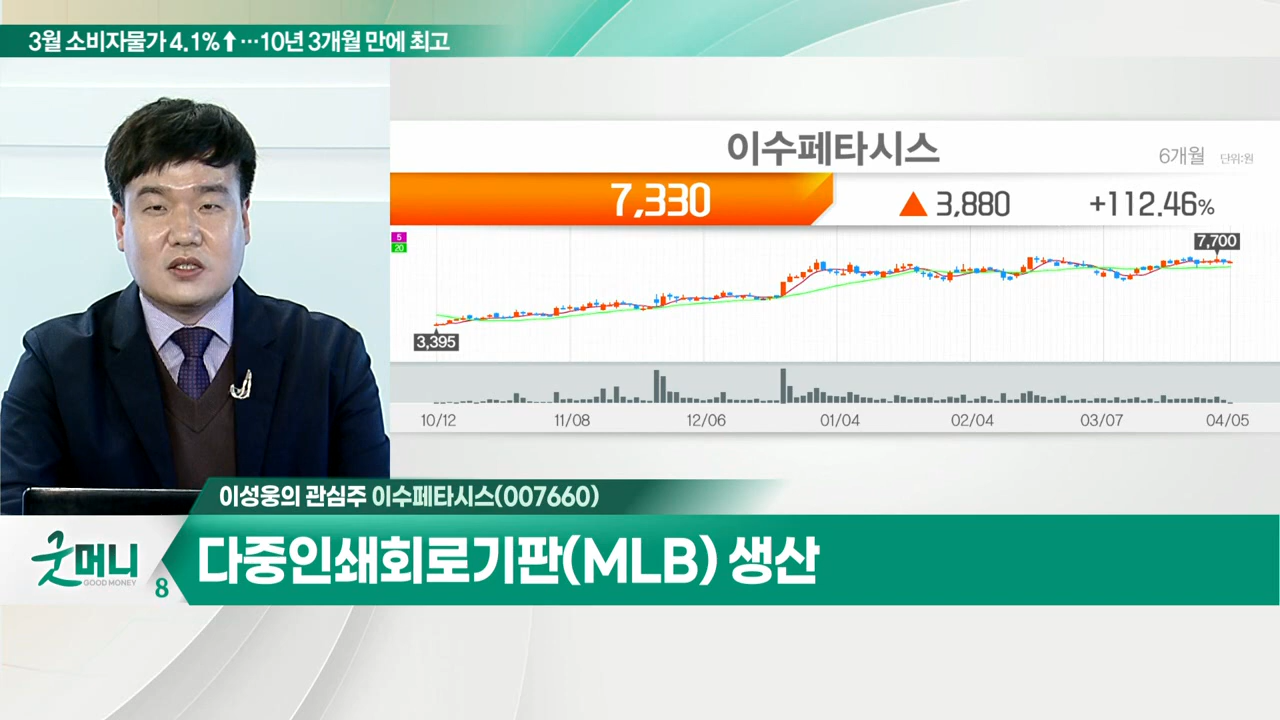 3월 소비자물가 4.1%⬆…10년 3개월 만에 최고
이수페타시스
6개월 단위:원
7,330 ▲ 3,880 +112.46%
5
20
7,700
3,395
10/12 11/08 12/06 01/04 02/04 03/07 04/05
이성웅의 관심주 이수페타시스(007660)
굿머니
GOOD MONEY
8
다중인쇄회로기판(MLB) 생산